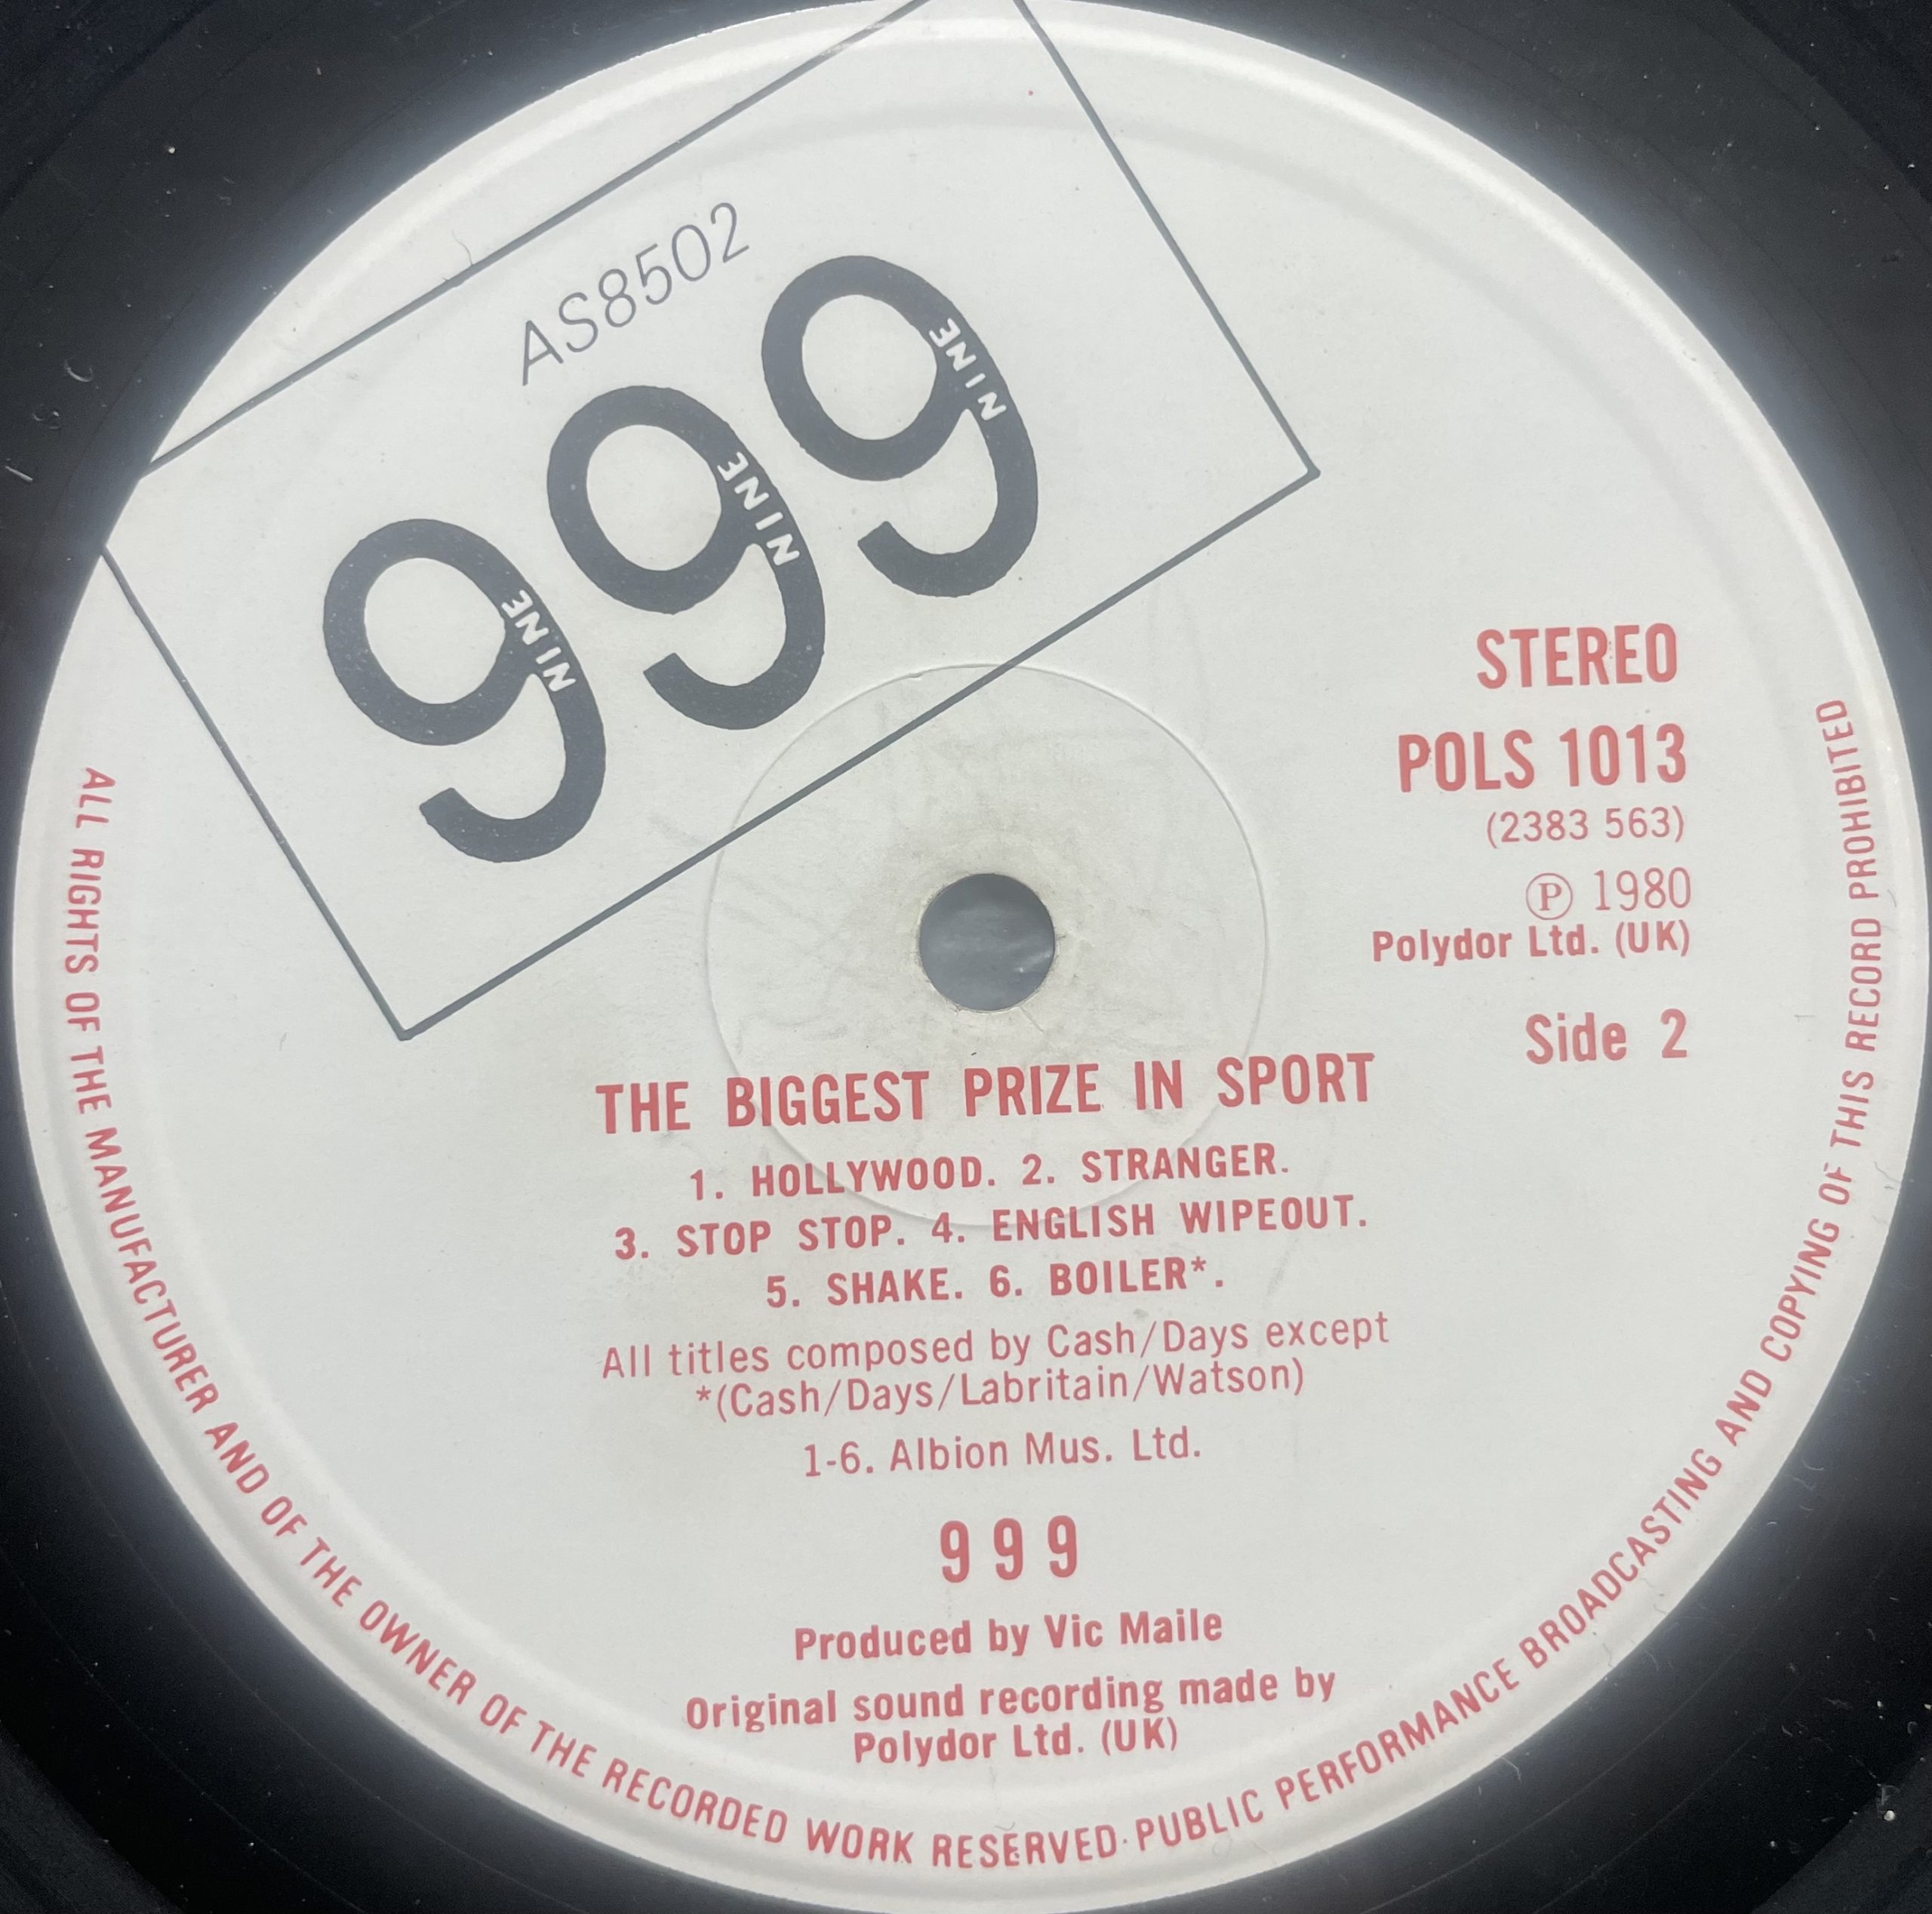 AS8502
999
NINE NINE NINE
STEREO
POLS 1013
(2383 563)
Ⓟ 1980
Polydor Ltd. (UK)
Side 2
THE BIGGEST PRIZE IN SPORT
1. HOLLYWOOD. 2. STRANGER.
3. STOP STOP. 4. ENGLISH WIPEOUT.
5. SHAKE. 6. BOILER*.
All titles composed by Cash/Days except
*(Cash/Days/Labritain/Watson)
1-6. Albion Mus. Ltd.
9 9 9
Produced by Vic Maile
Original sound recording made by
Polydor Ltd. (UK)
ALL RIGHTS OF THE MANUFACTURER AND OF THE OWNER OF THE RECORDED WORK RESERVED·PUBLIC PERFORMANCE BROADCASTING AND COPYING OF THIS RECORD PROHIBITED